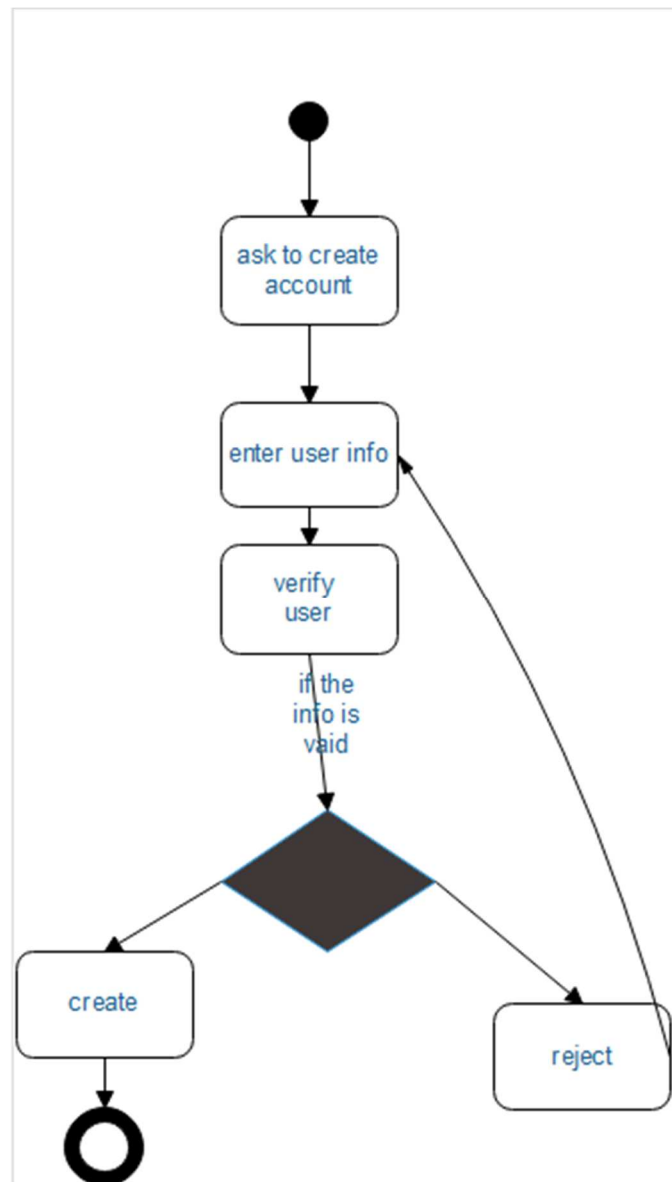 ask to create
account
enter user info
verify
user
if the
info is
vaid
create
reject